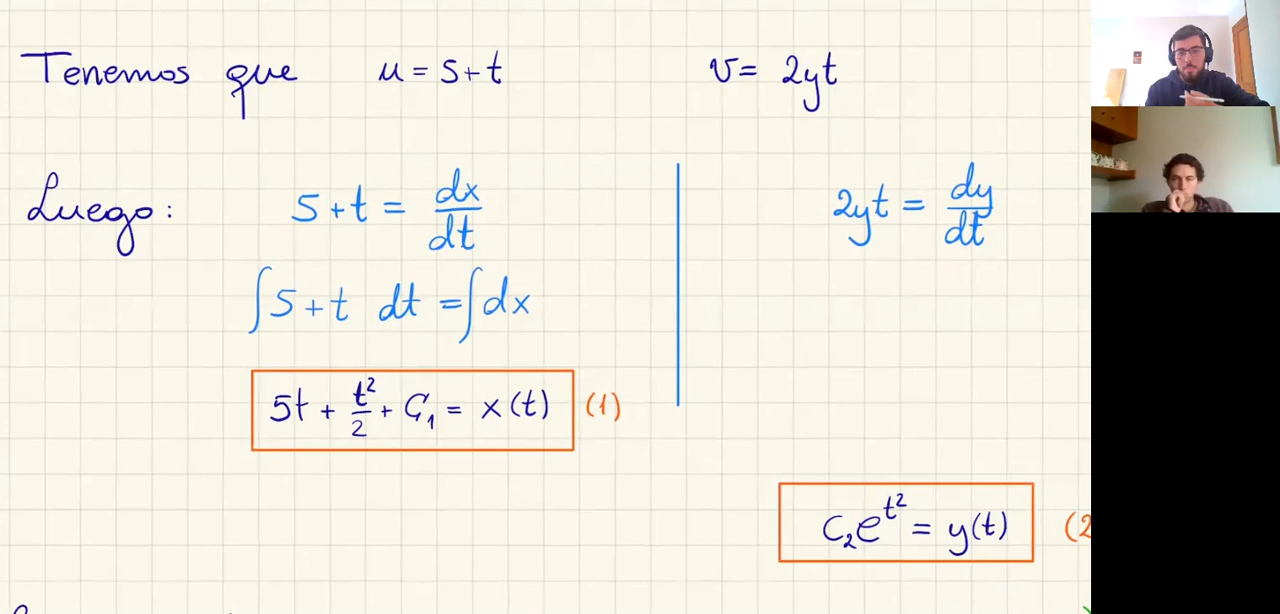 Tenemos que u = 5+t v = 2yt
Luego: 5+t = dx/dt 2yt = dy/dt
∫5+t dt = ∫dx
5t + t²/2 + C₁ = x(t) (1)
C₂e^t² = y(t) (2